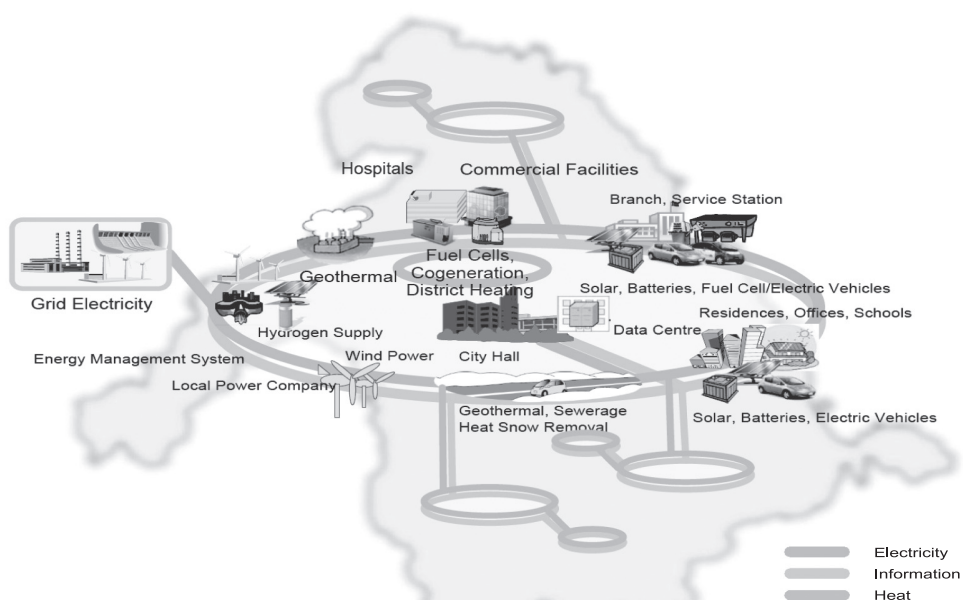 Hospitals
Commercial Facilities
Branch, Service Station
Grid Electricity
Geothermal
Fuel Cells,
Cogeneration,
District Heating
Solar, Batteries, Fuel Cell/Electric Vehicles
Residences, Offices, Schools
Hydrogen Supply
Data Centre
Energy Management System
Wind Power
City Hall
Local Power Company
Geothermal, Sewerage
Heat Snow Removal
Solar, Batteries, Electric Vehicles
Electricity
Information
Heat